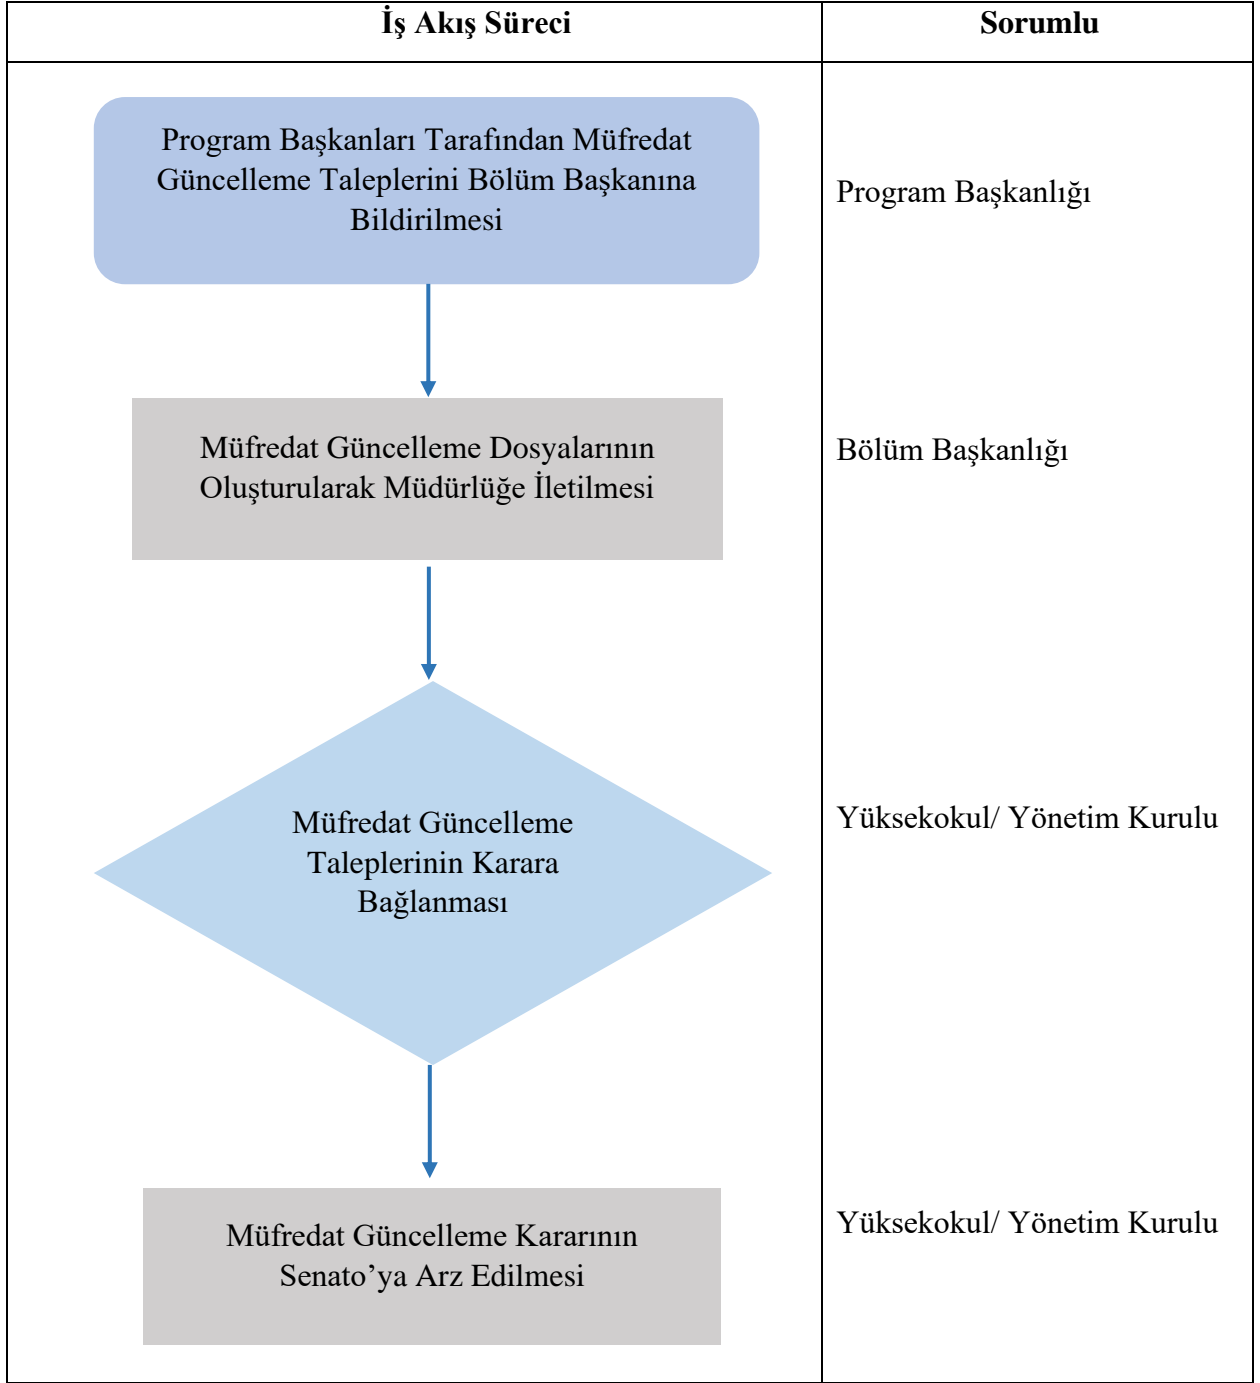 İş Akış Süreci
Sorumlu
Program Başkanları Tarafından Müfredat
Güncelleme Taleplerini Bölüm Başkanına
Bildirilmesi
Program Başkanlığı
Müfredat Güncelleme Dosyalarının
Oluşturularak Müdürlüğe İletilmesi
Bölüm Başkanlığı
Müfredat Güncelleme
Taleplerinin Karara
Bağlanması
Yüksekokul/ Yönetim Kurulu
Müfredat Güncelleme Kararının
Senato’ya Arz Edilmesi
Yüksekokul/ Yönetim Kurulu